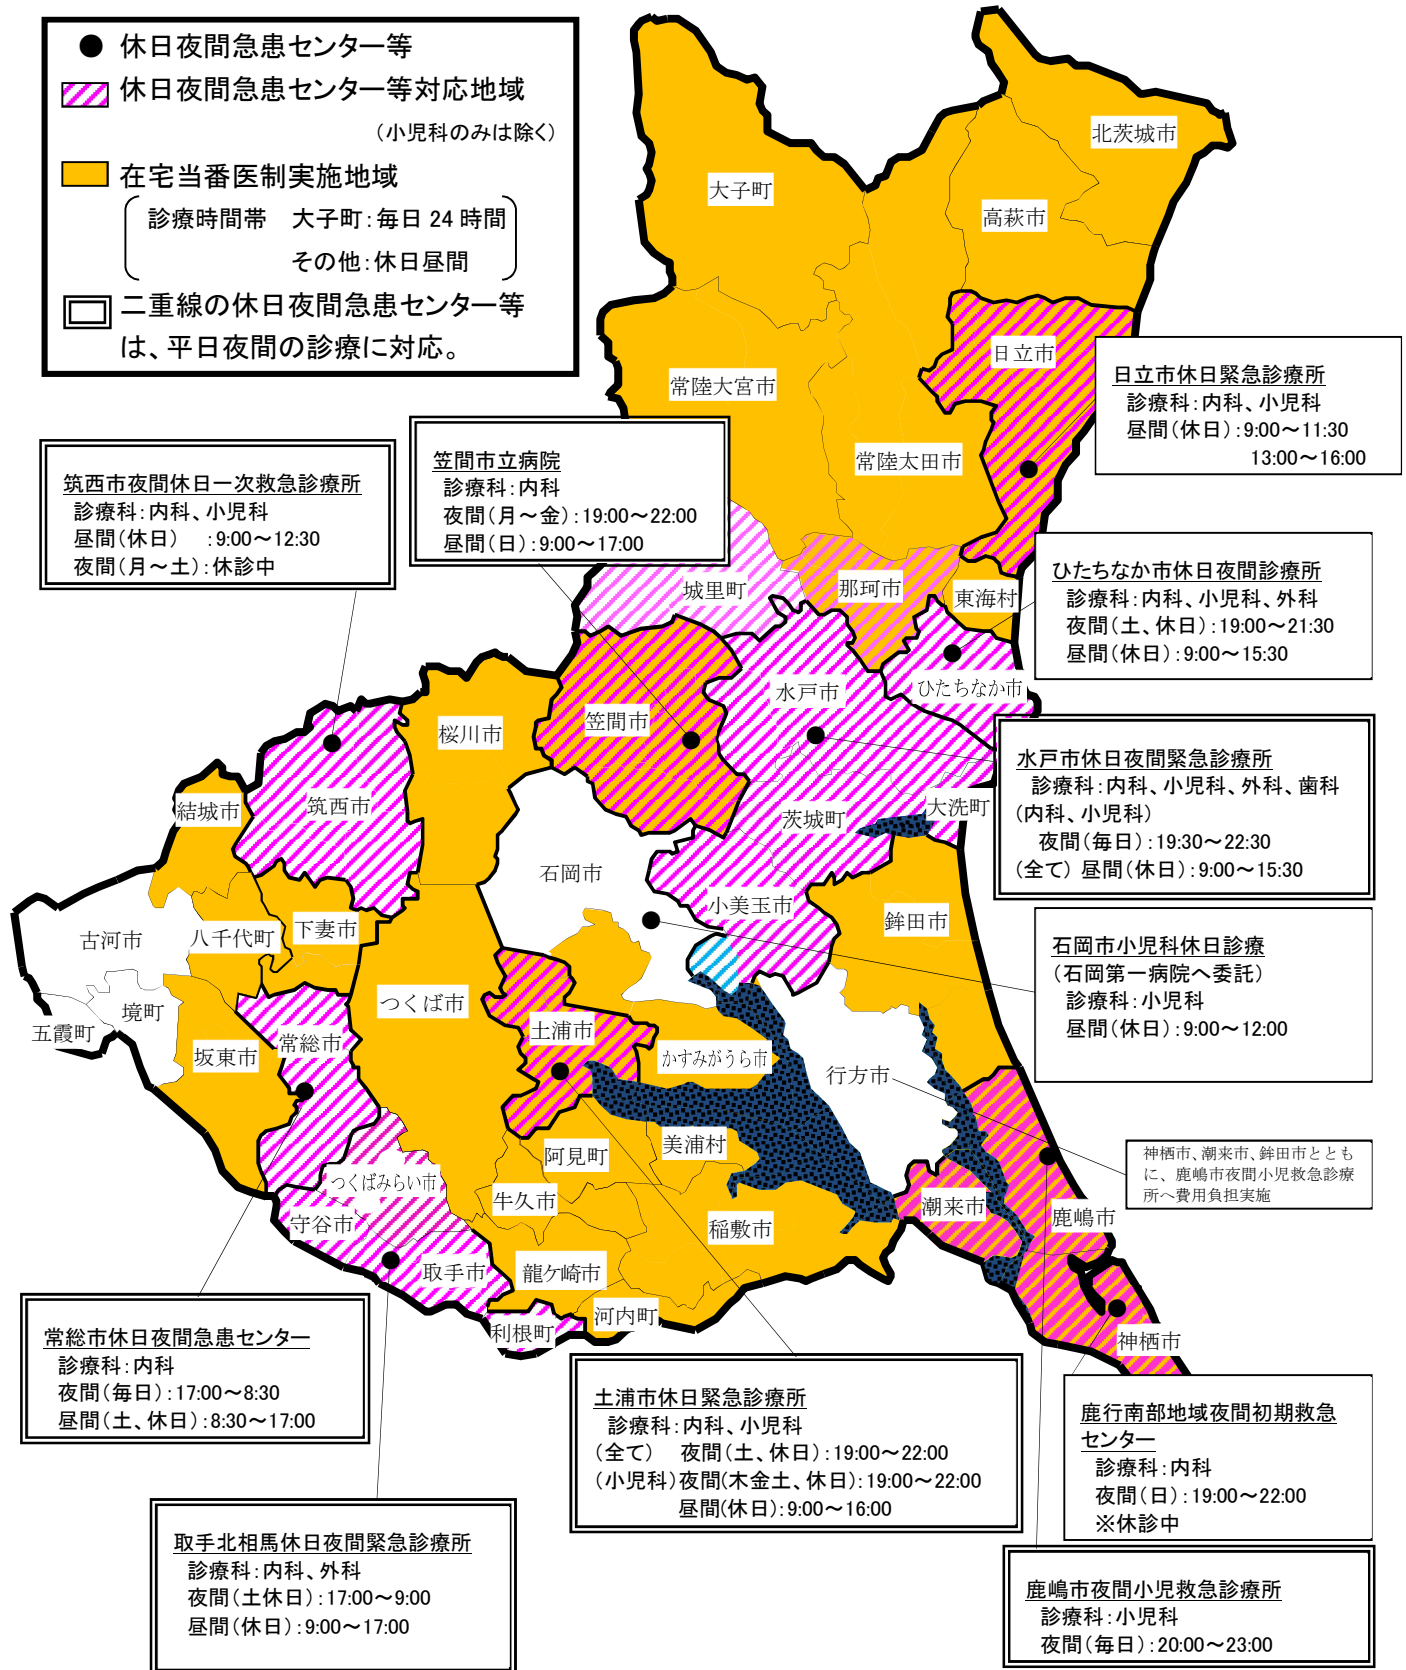 ● 休日夜間急患センター等
休日夜間急患センター等対応地域
（小児科のみは除く）
在宅当番医制実施地域
診療時間帯　大子町：毎日 24 時間
その他：休日昼間
二重線の休日夜間急患センター等
は、平日夜間の診療に対応。
北茨城市
大子町
高萩市
日立市
常陸大宮市
常陸太田市
日立市休日緊急診療所
診療科：内科、小児科
昼間（休日）：9:00～11:30
13:00～16:00
笠間市立病院
診療科：内科
夜間（月～金）：19:00～22:00
昼間（日）：9:00～17:00
筑西市夜間休日一次救急診療所
診療科：内科、小児科
昼間（休日）　：9:00～12:30
夜間（月～土）：休診中
城里町
那珂市
東海村
ひたちなか市休日夜間診療所
診療科：内科、小児科、外科
夜間（土、休日）：19:00～21:30
昼間（休日）：9:00～15:30
ひたちなか市
水戸市
笠間市
桜川市
筑西市
結城市
茨城町
大洗町
水戸市休日夜間緊急診療所
診療科：内科、小児科、外科、歯科
（内科、小児科）
夜間（毎日）：19:30～22:30
（全て）昼間（休日）：9:00～15:30
石岡市
小美玉市
鉾田市
古河市
八千代町
下妻市
石岡市小児科休日診療
（石岡第一病院へ委託）
診療科：小児科
昼間（休日）：9:00～12:00
境町
五霞町
つくば市
土浦市
常総市
坂東市
かすみがうら市
行方市
美浦村
阿見町
神栖市、潮来市、鉾田市ととも
に、鹿嶋市夜間小児救急診療
所へ費用負担実施
つくばみらい市
牛久市
守谷市
稲敷市
潮来市
鹿嶋市
取手市
龍ケ崎市
河内町
利根町
神栖市
常総市休日夜間急患センター
診療科：内科
夜間（毎日）：17:00～8:30
昼間（土、休日）：8:30～17:00
土浦市休日緊急診療所
診療科：内科、小児科
（全て）　夜間（土、休日）：19:00～22:00
（小児科）夜間（木金土、休日）：19:00～22:00
昼間（休日）：9:00～16:00
鹿行南部地域夜間初期救急
センター
診療科：内科
夜間（日）：19:00～22:00
※休診中
取手北相馬休日夜間緊急診療所
診療科：内科、外科
夜間（土休日）：17:00～9:00
昼間（休日）：9:00～17:00
鹿嶋市夜間小児救急診療所
診療科：小児科
夜間（毎日）：20:00～23:00